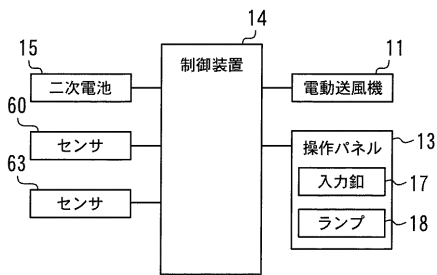 14
制御装置
15
二次電池
11
電動送風機
60
センサ
操作パネル
13
入力釦
17
63
センサ
ランプ
18